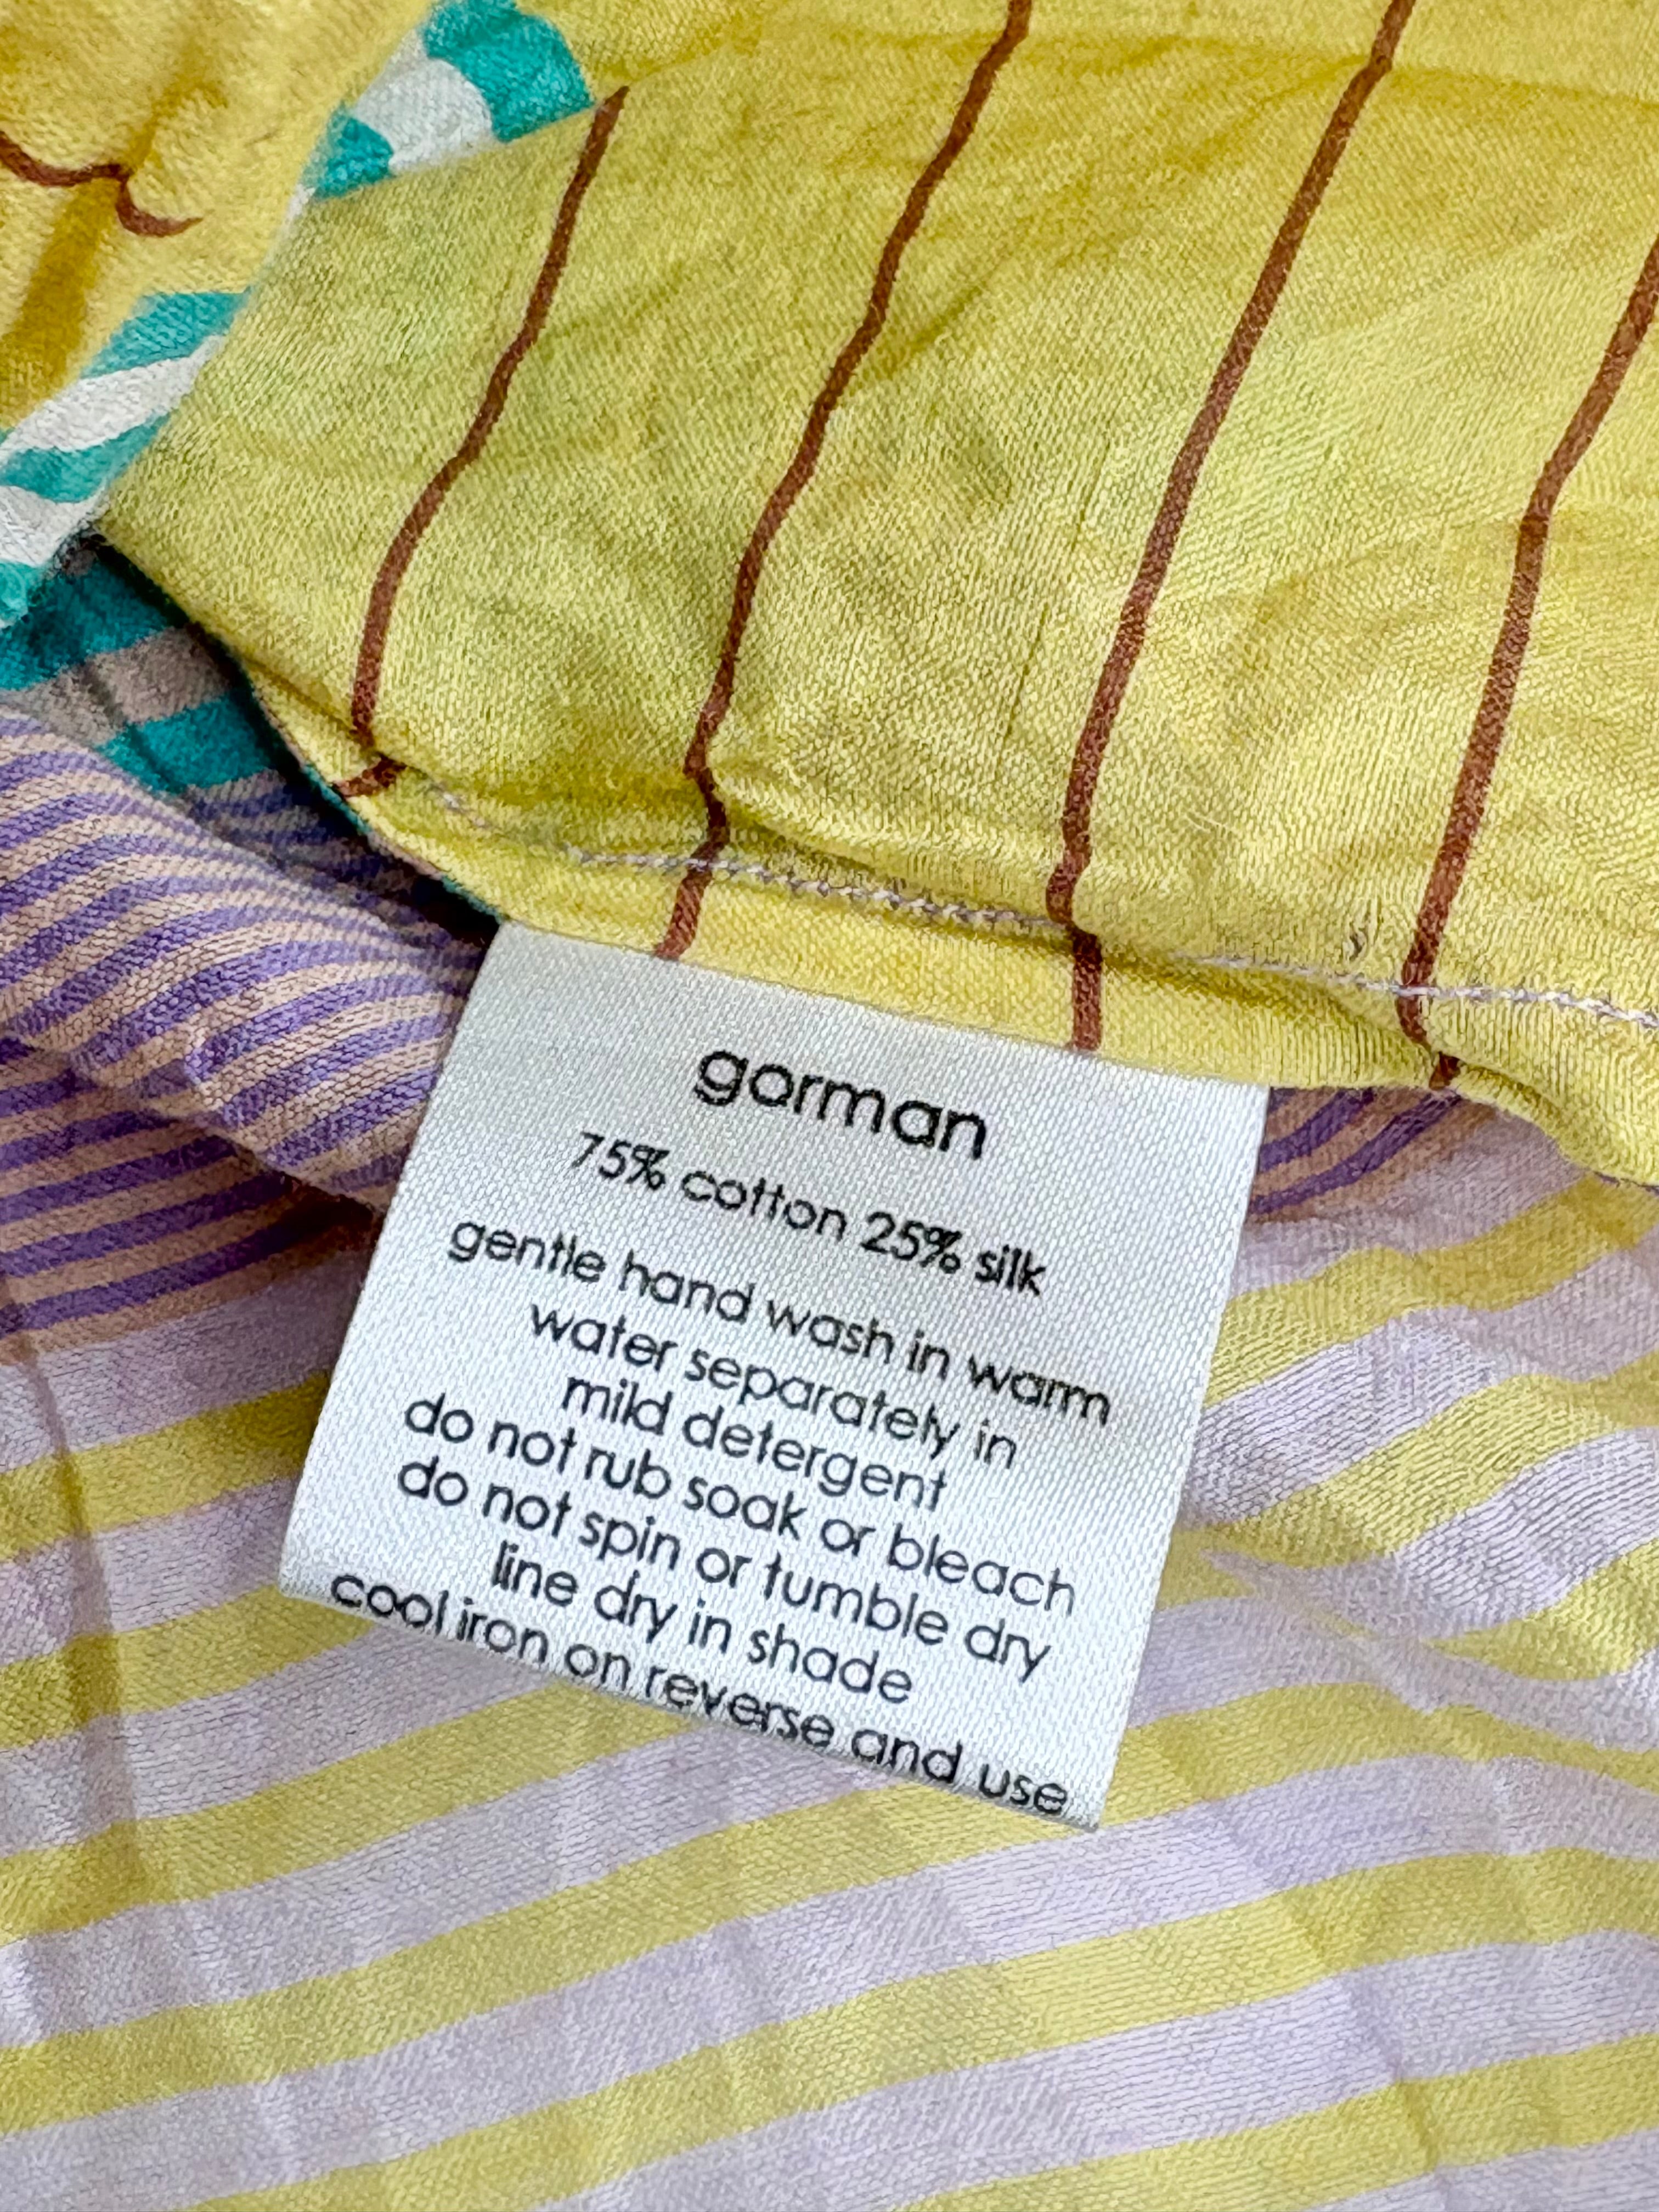 gorman
75% cotton 25% silk
gentle hand wash in warm
water separately in
mild detergent
do not rub soak or bleach
do not spin or tumble dry
line dry in shade
cool iron on reverse and use